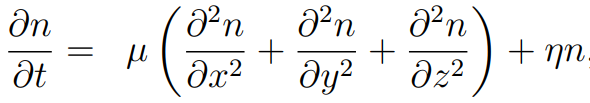 ∂n/∂t = μ (∂²n/∂x² + ∂²n/∂y² + ∂²n/∂z²) + ηn,